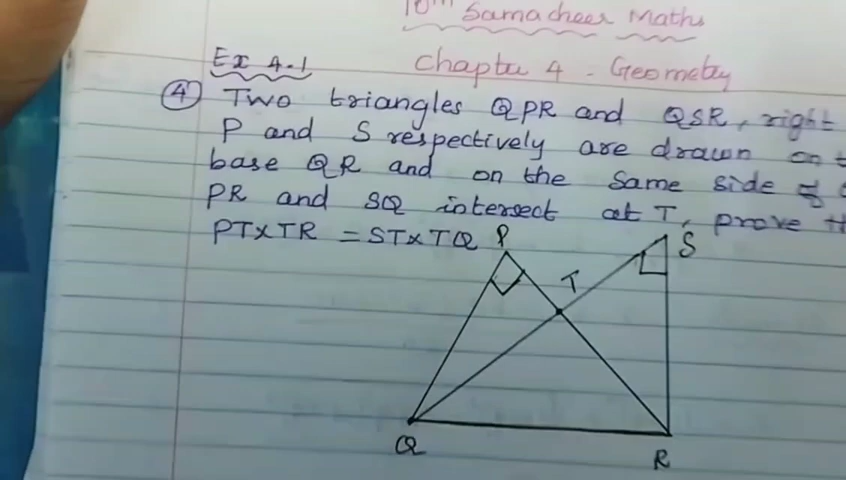 10th Samacheer Maths
Ex 4.1 Chapter 4 - Geometry
④ Two triangles QPR and QSR, right
P and S respectively are drawn on
base QR and on the same side of
PR and SQ intersect at T, prove
PT×TR = ST×TQ
P
S
T
Q
R